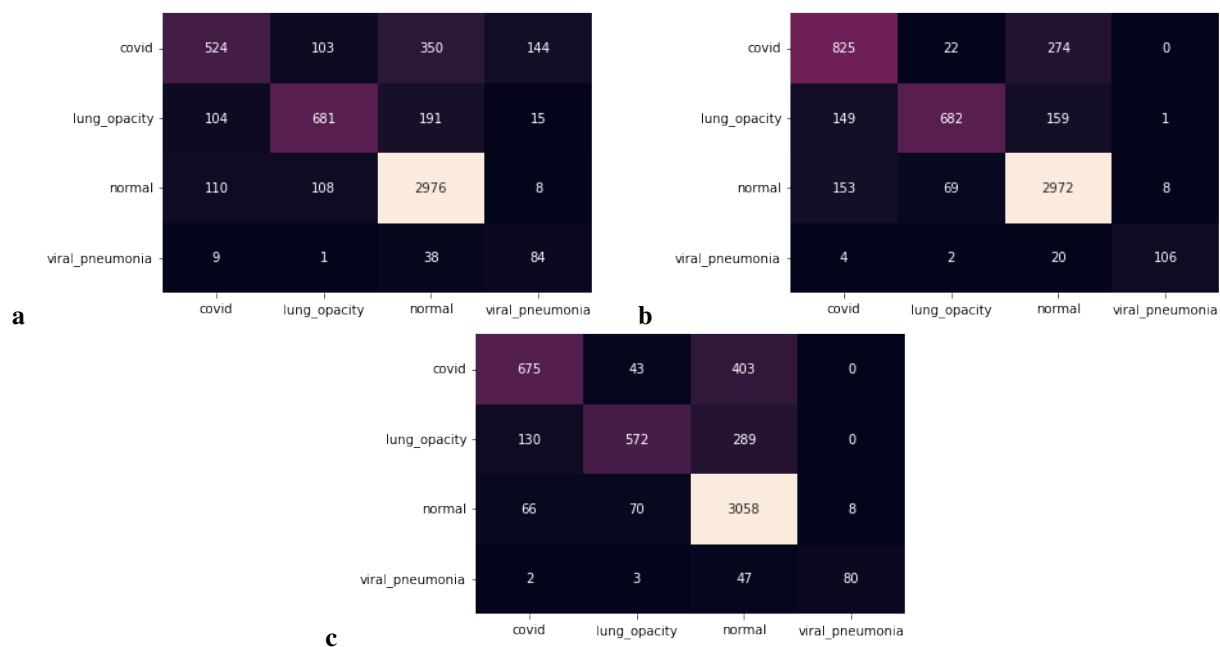 covid 524 103 350 144
lung_opacity 104 681 191 15
normal 110 108 2976 8
viral_pneumonia 9 1 38 84
covid lung_opacity normal viral_pneumonia
a
covid 825 22 274 0
lung_opacity 149 682 159 1
normal 153 69 2972 8
viral_pneumonia 4 2 20 106
covid lung_opacity normal viral_pneumonia
b
covid 675 43 403 0
lung_opacity 130 572 289 0
normal 66 70 3058 8
viral_pneumonia 2 3 47 80
covid lung_opacity normal viral_pneumonia
c